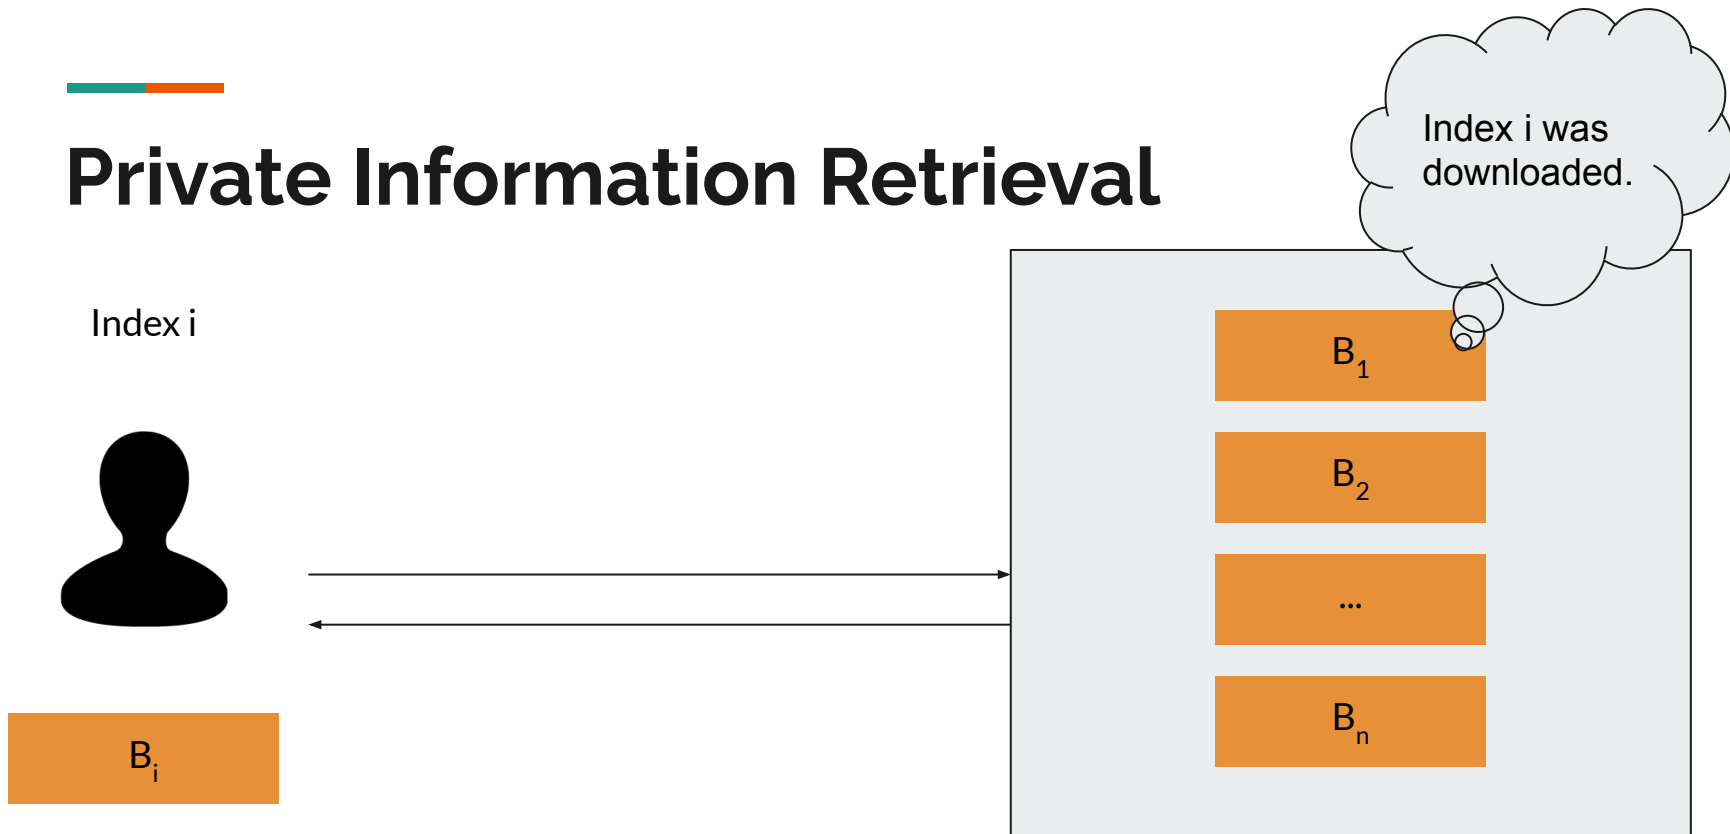 Private Information Retrieval
Index i was
downloaded.
Index i
B₁
B₂
...
Bₙ
Bᵢ